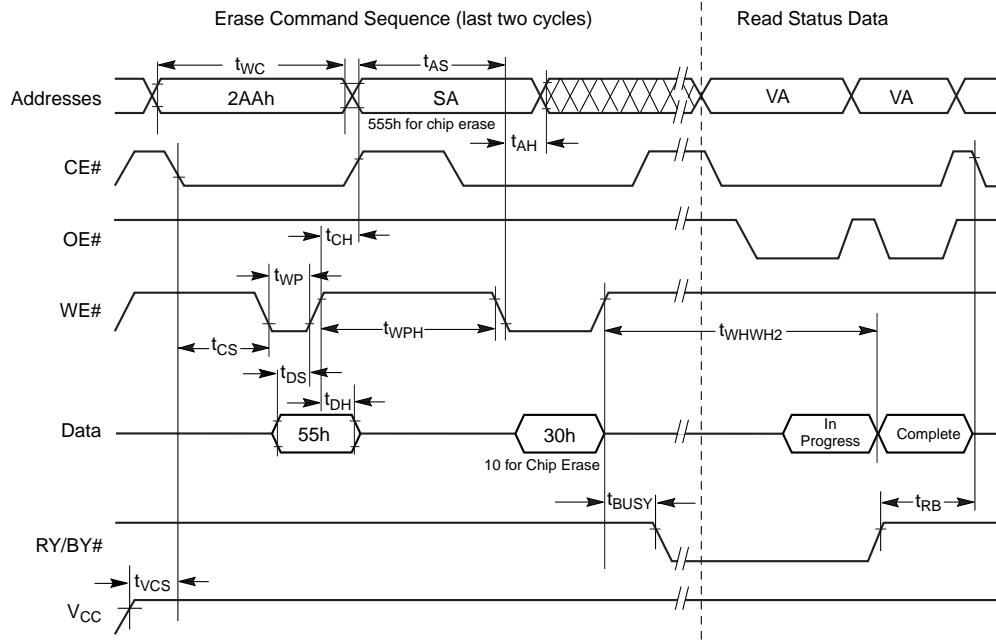 Erase Command Sequence (last two cycles)
Read Status Data
tWC
tAS
Addresses
2AAh
SA
VA
VA
555h for chip erase
tAH
CE#
OE#
tCH
tWP
WE#
tWPH
tWHWH2
tCS
tDS
tDH
Data
55h
30h
In
Progress
Complete
10 for Chip Erase
tBUSY
tRB
RY/BY#
tVCS
VCC